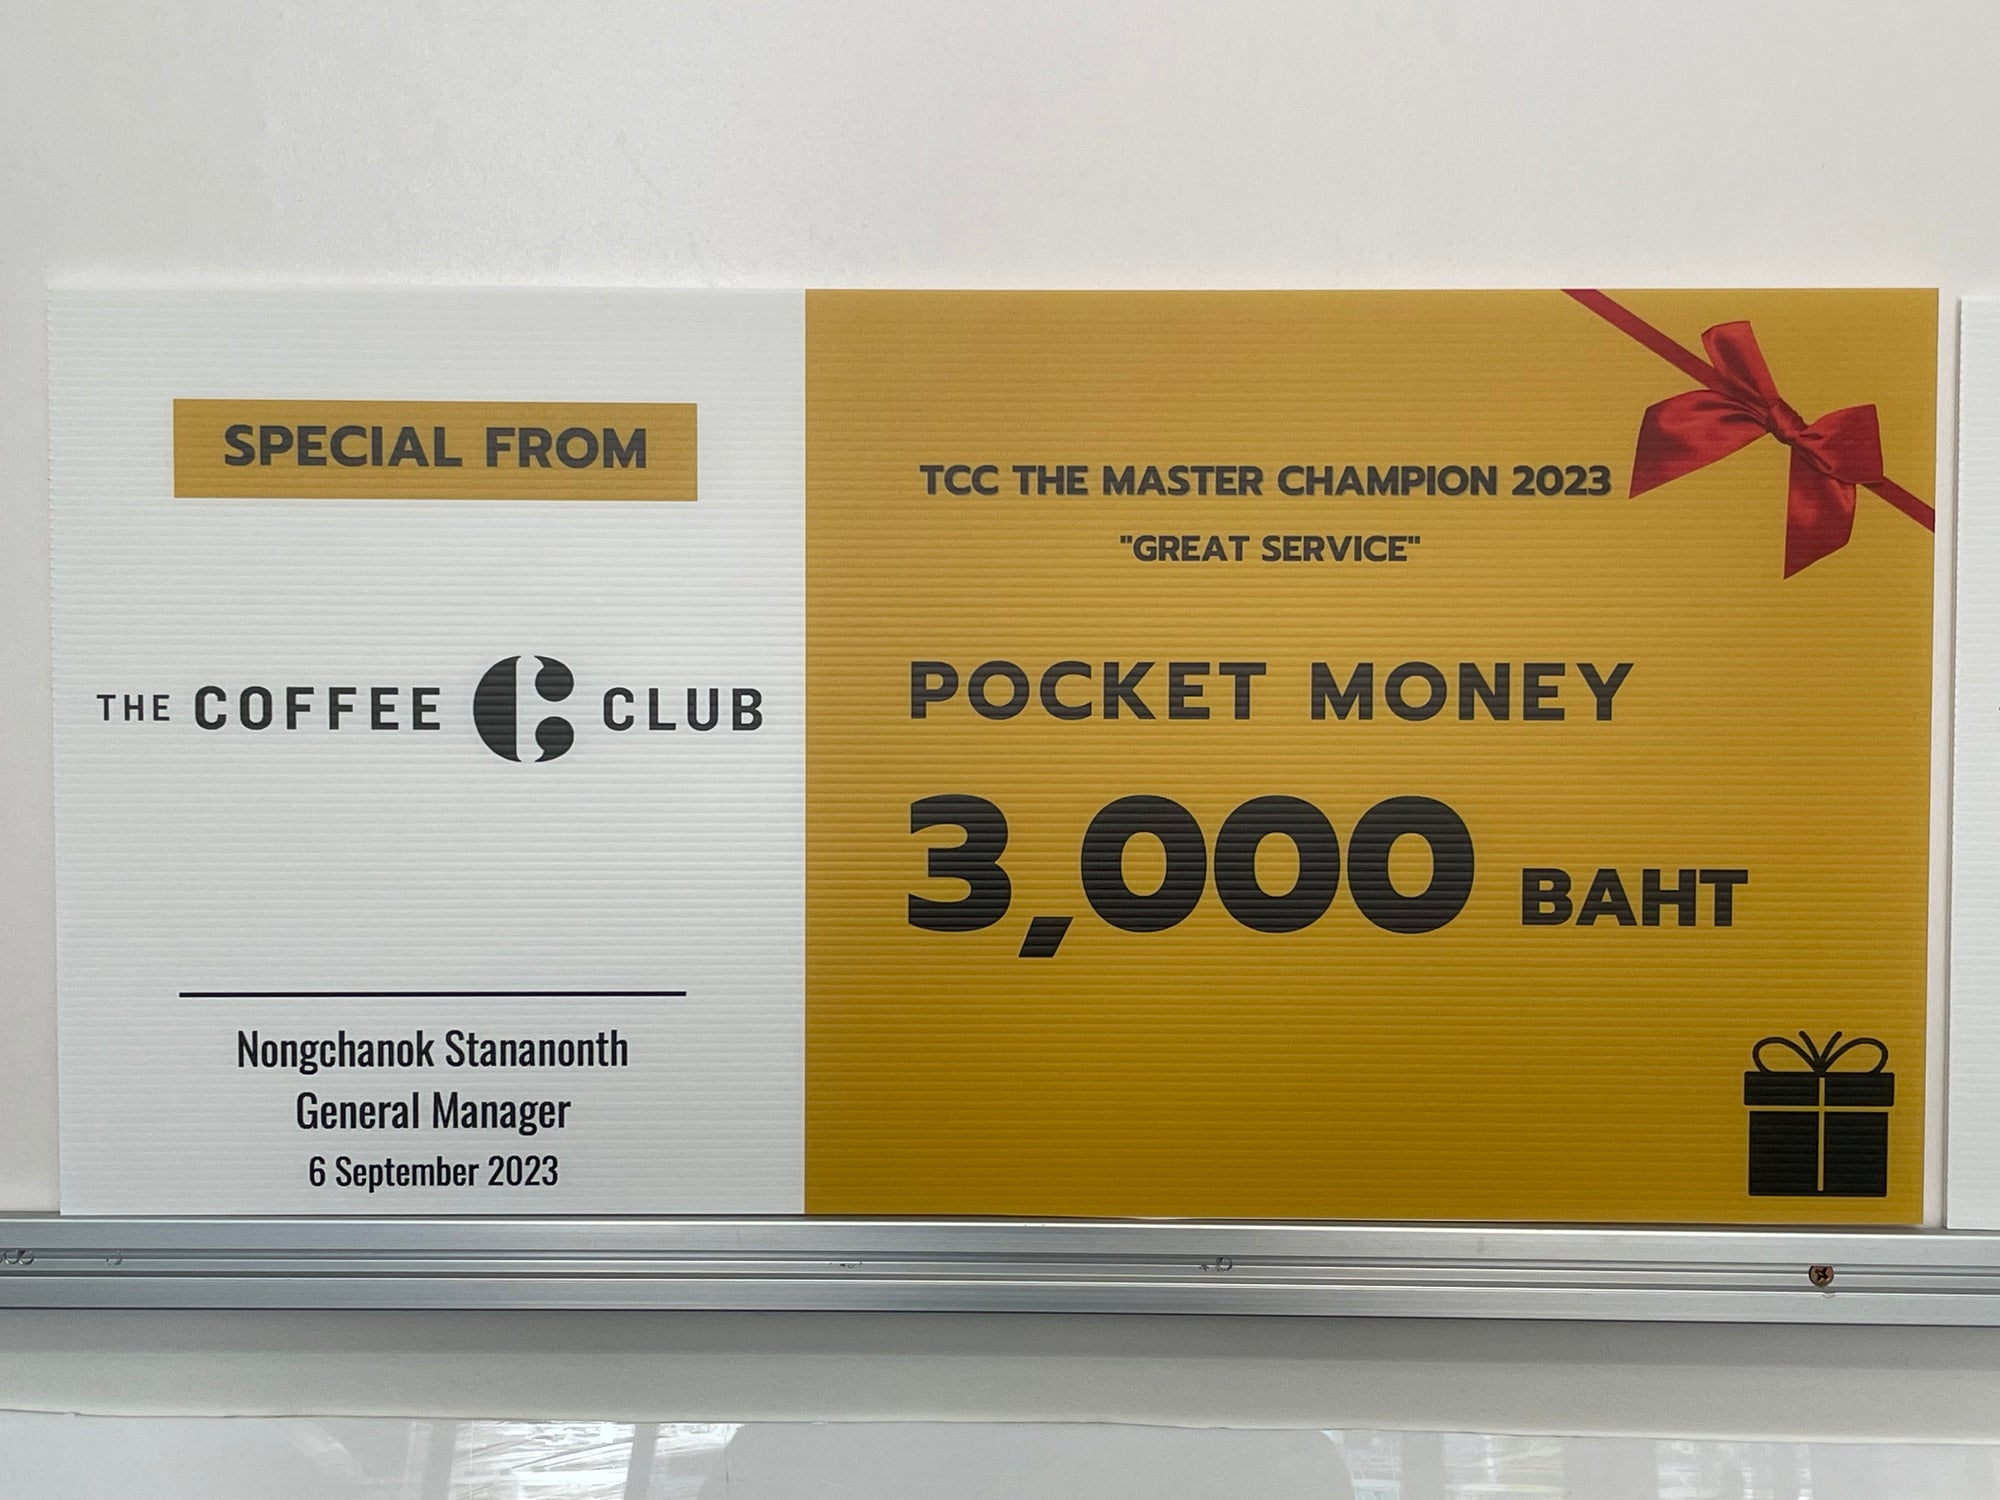 SPECIAL FROM
THE COFFEE CLUB
Nongchanok Stananonth
General Manager
6 September 2023
TCC THE MASTER CHAMPION 2023
"GREAT SERVICE"
POCKET MONEY
3,000 BAHT